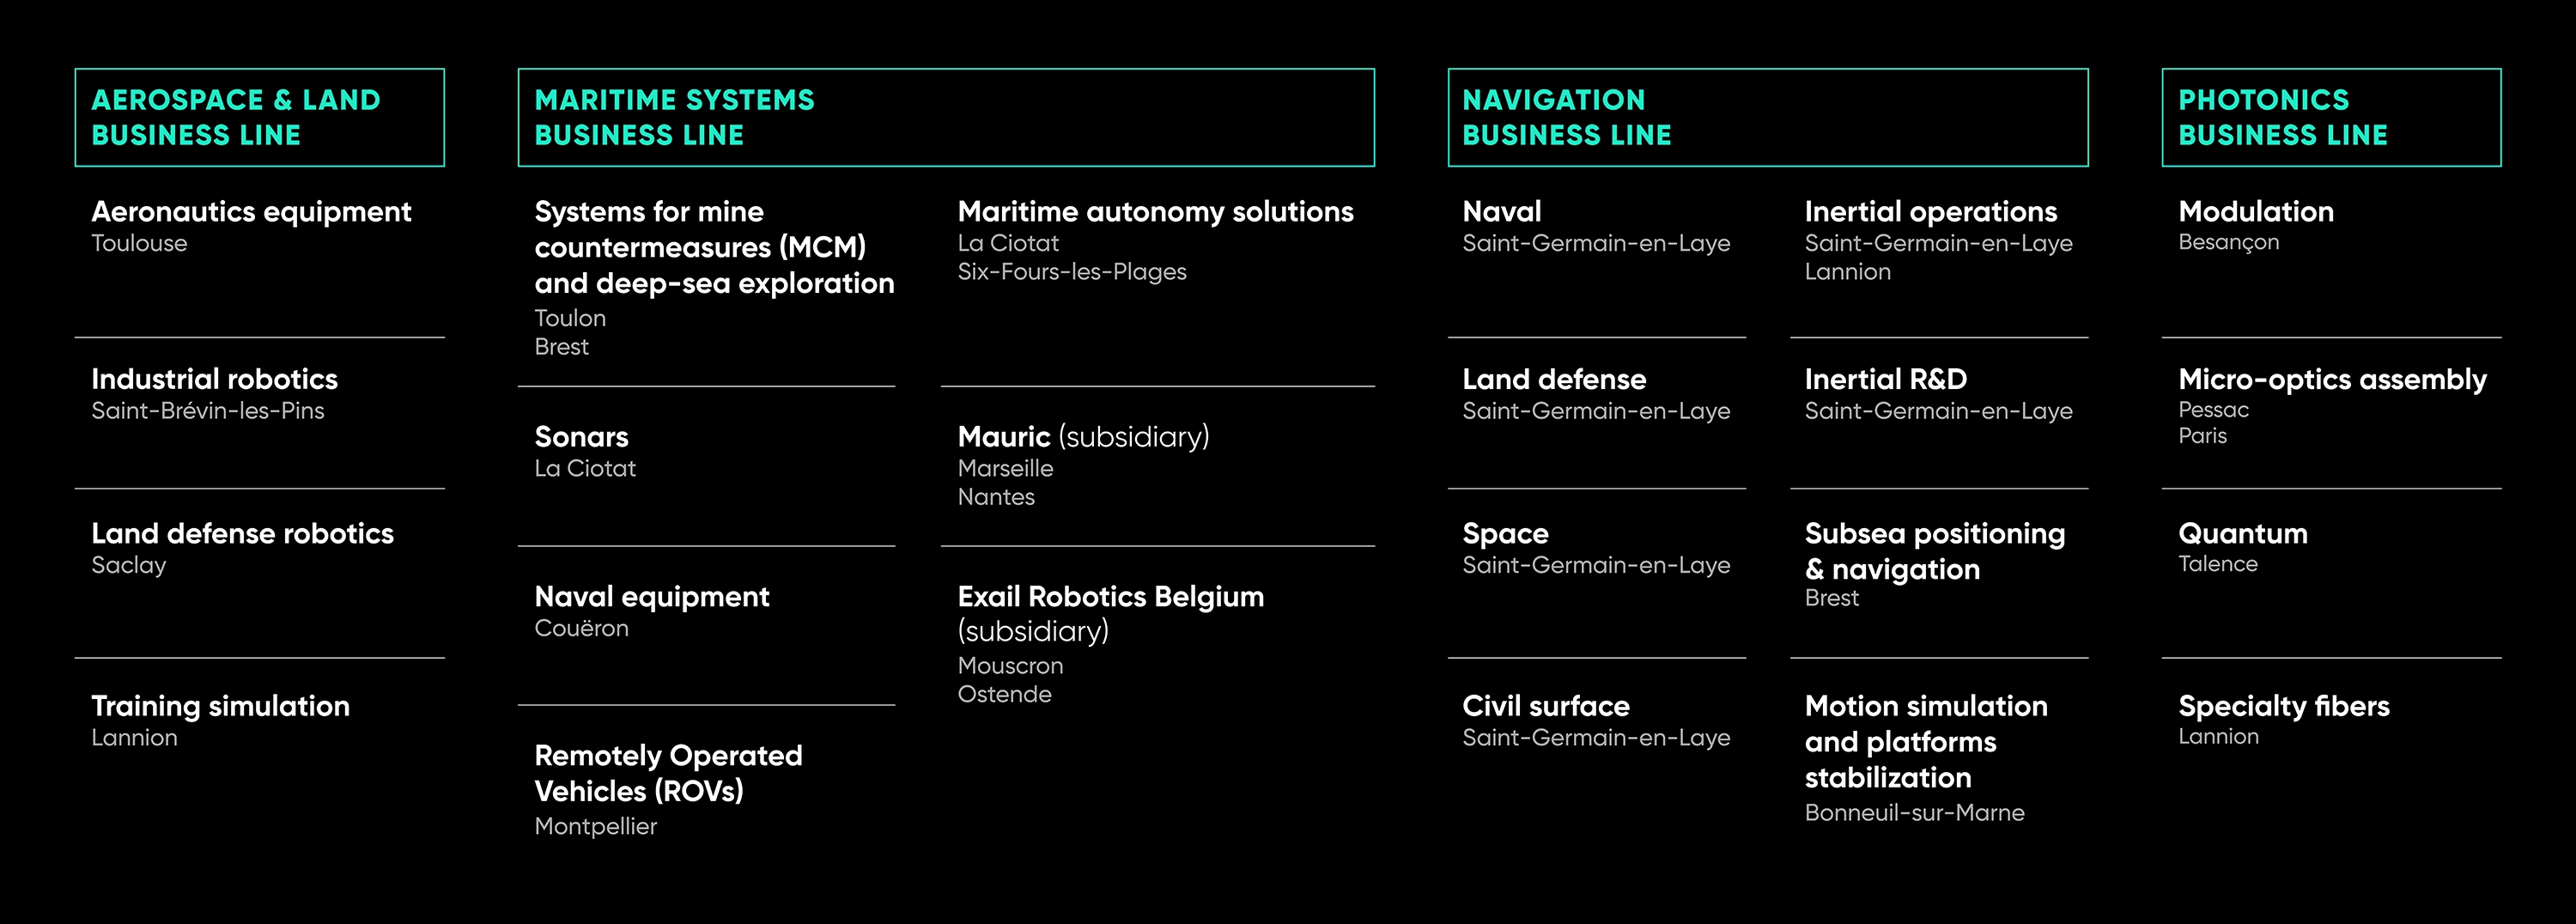 AEROSPACE & LAND
BUSINESS LINE
Aeronautics equipment
Toulouse
Industrial robotics
Saint-Brévin-les-Pins
Land defense robotics
Saclay
Training simulation
Lannion
MARITIME SYSTEMS
BUSINESS LINE
Systems for mine
countermeasures (MCM)
and deep-sea exploration
Toulon
Brest
Sonars
La Ciotat
Naval equipment
Couëron
Remotely Operated
Vehicles (ROVs)
Montpellier
Maritime autonomy solutions
La Ciotat
Six-Fours-les-Plages
Mauric (subsidiary)
Marseille
Nantes
Exail Robotics Belgium
(subsidiary)
Mouscron
Ostende
NAVIGATION
BUSINESS LINE
Naval
Saint-Germain-en-Laye
Land defense
Saint-Germain-en-Laye
Space
Saint-Germain-en-Laye
Civil surface
Saint-Germain-en-Laye
Inertial operations
Saint-Germain-en-Laye
Lannion
Inertial R&D
Saint-Germain-en-Laye
Subsea positioning
& navigation
Brest
Motion simulation
and platforms
stabilization
Bonneuil-sur-Marne
PHOTONICS
BUSINESS LINE
Modulation
Besançon
Micro-optics assembly
Pessac
Paris
Quantum
Talence
Specialty fibers
Lannion